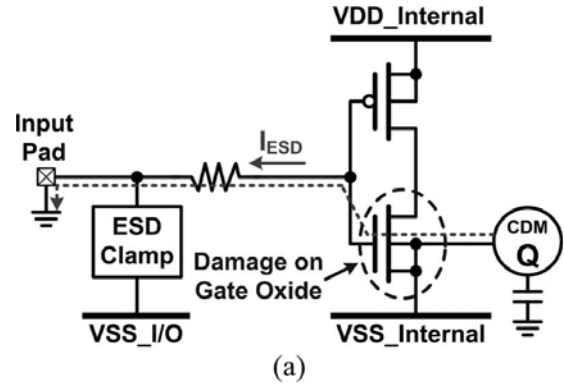 VDD_Internal
Input
Pad
IESD
ESD
Clamp
Damage on
Gate Oxide
CDM
Q
VSS_I/O
VSS_Internal
(a)